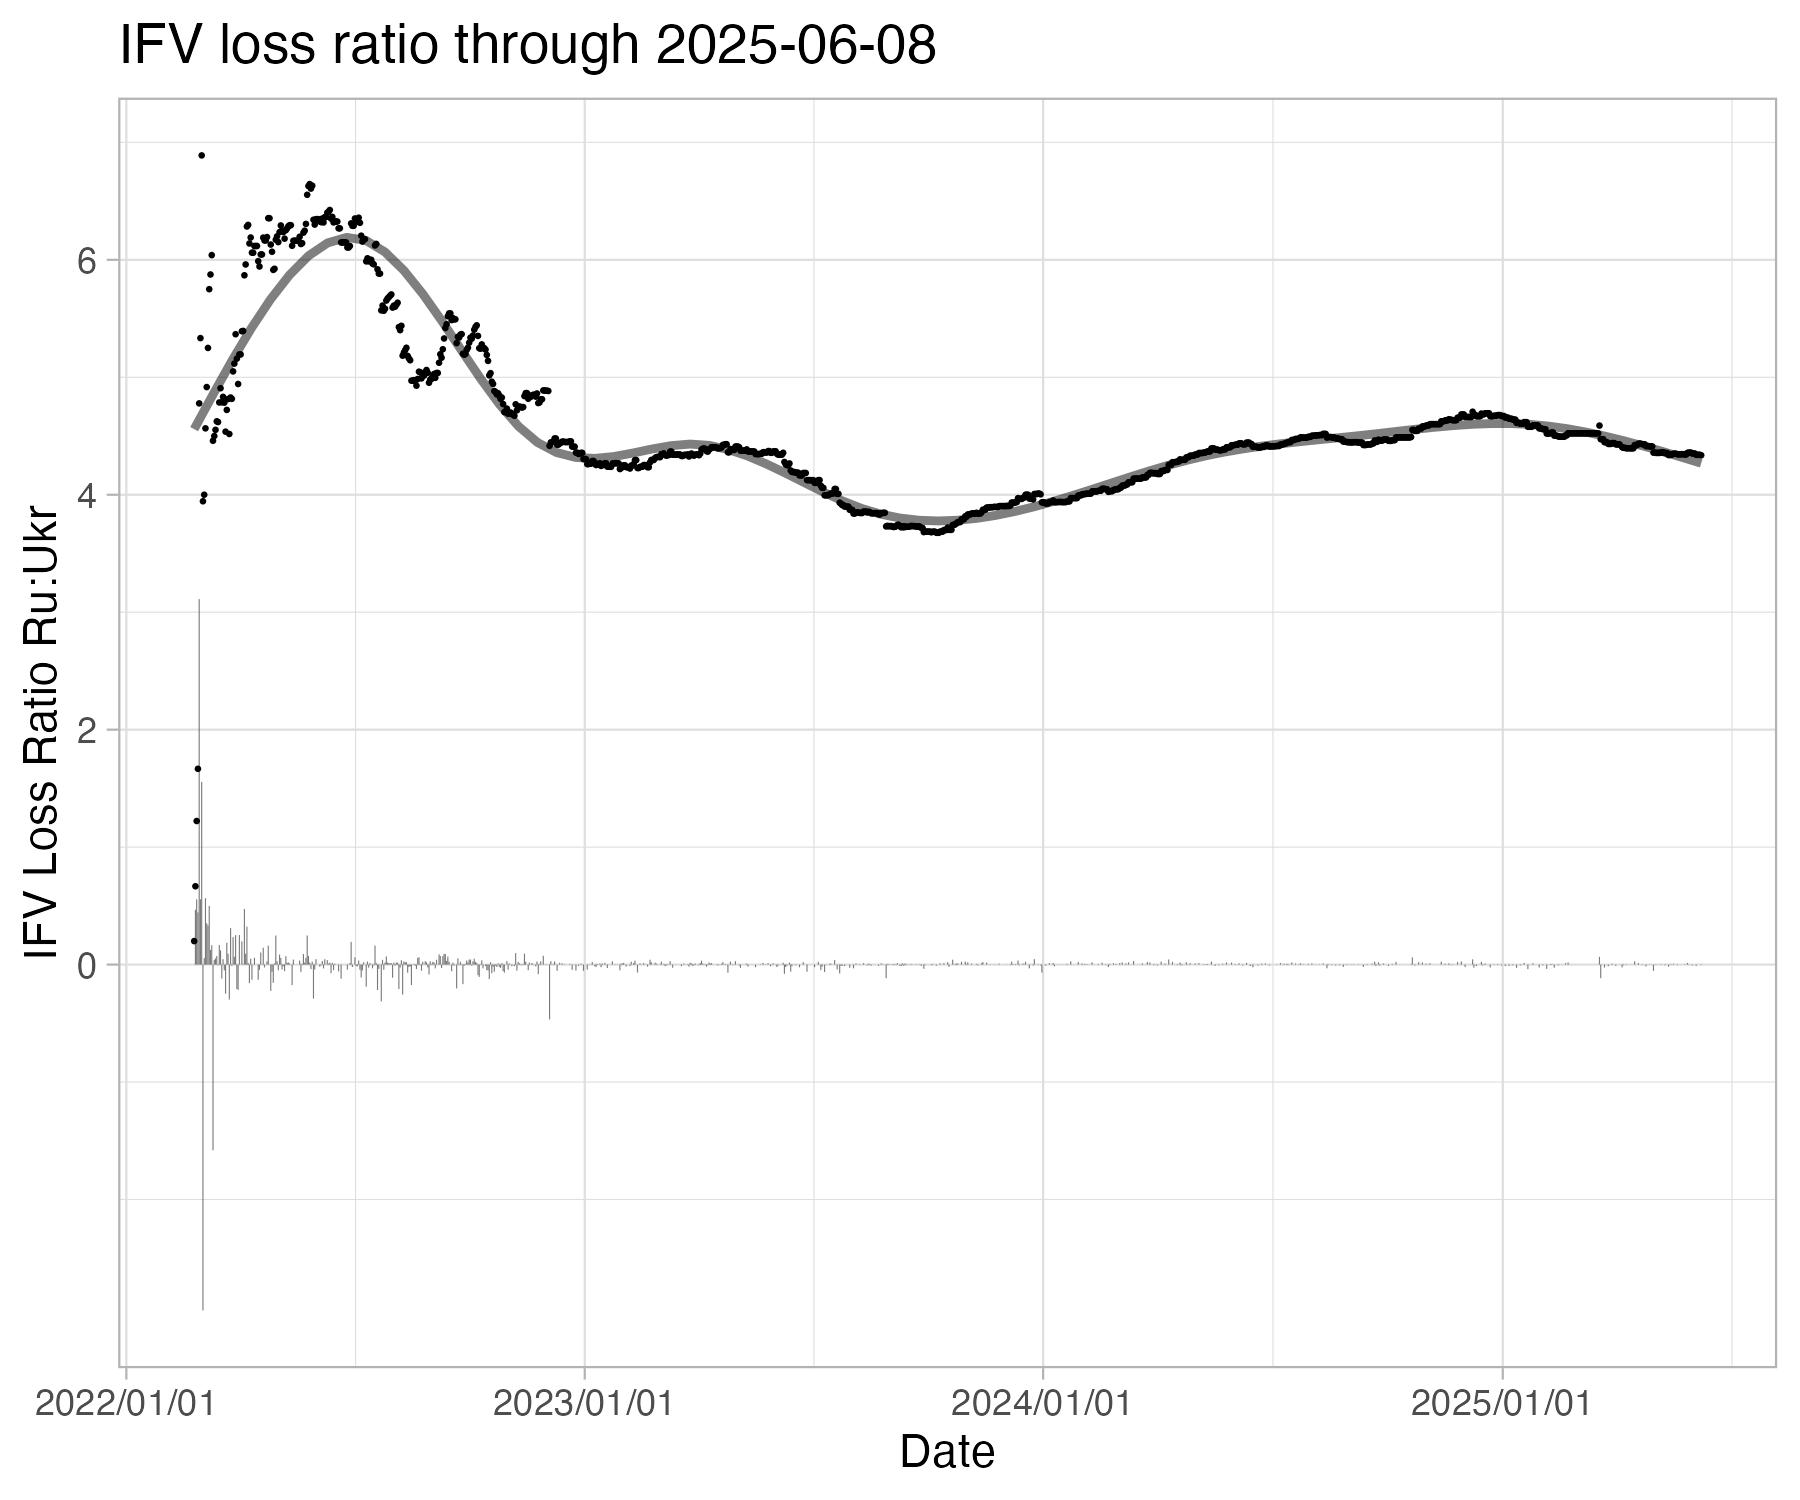 IFV loss ratio through 2025-06-08
IFV Loss Ratio Ru:Ukr
6
4
2
0
2022/01/01
2023/01/01
2024/01/01
2025/01/01
Date